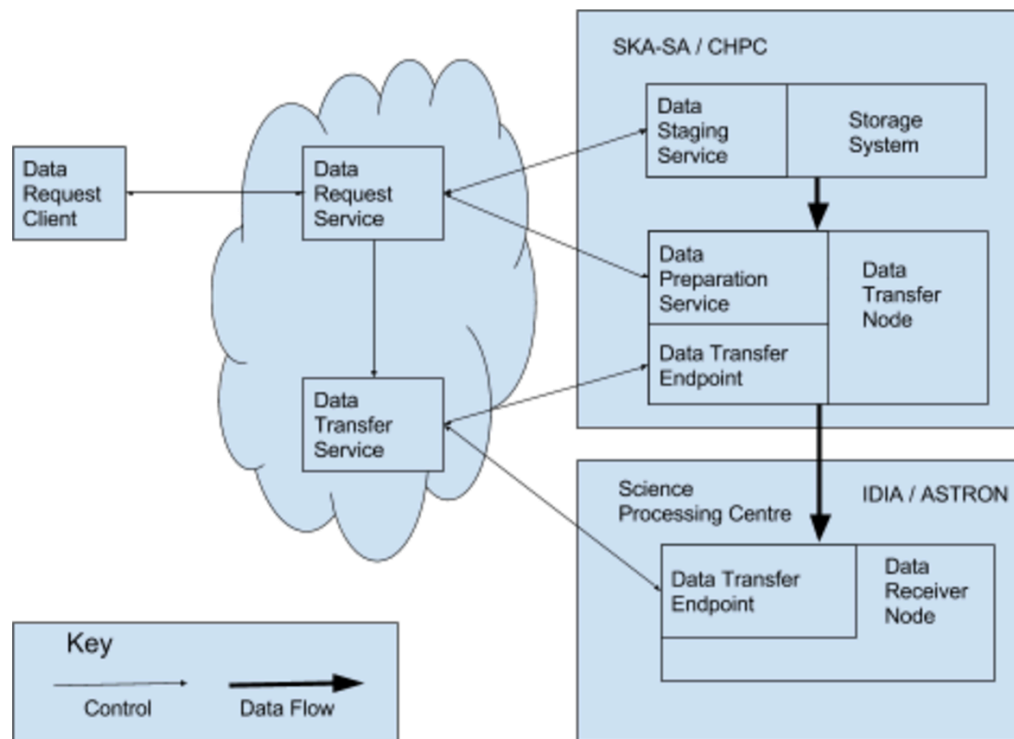 SKA-SA / CHPC
Data
Staging
Service
Storage
System
Data
Request
Client
Data
Request
Service
Data
Preparation
Service
Data
Transfer
Node
Data Transfer
Endpoint
Data
Transfer
Service
Science
Processing Centre
IDIA / ASTRON
Data Transfer
Endpoint
Data
Receiver
Node
Key
Control
Data Flow